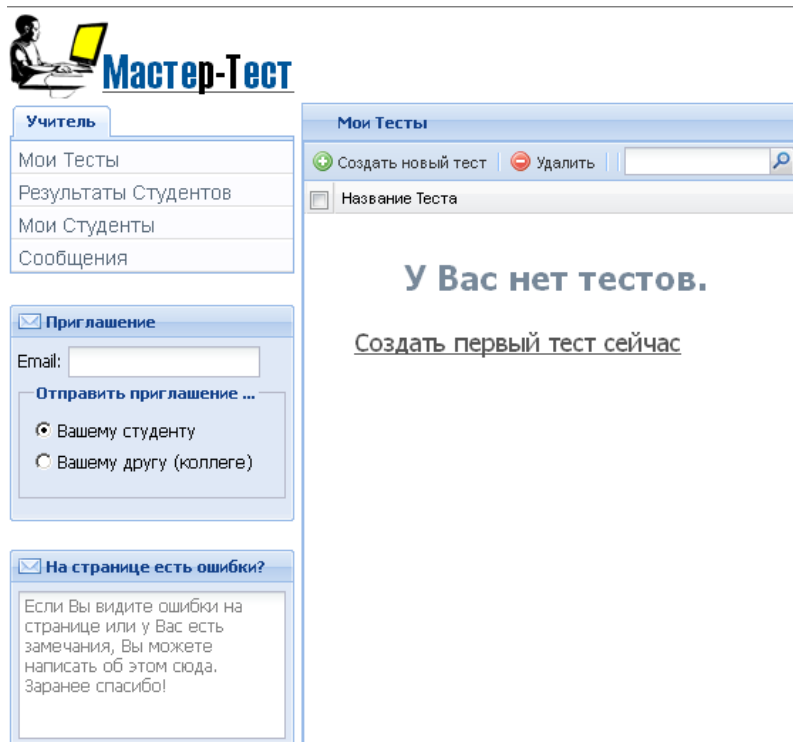 Мастер-Тест
Учитель
Мои Тесты
Результаты Студентов
Мои Студенты
Сообщения
Приглашение
Email:
Отправить приглашение ...
Вашему студенту
Вашему другу (коллеге)
На странице есть ошибки?
Если Вы видите ошибки на
странице или у Вас есть
замечания, Вы можете
написать об этом сюда.
Заранее спасибо!
Мои Тесты
Создать новый тест Удалить
Название Теста
У Вас нет тестов.
Создать первый тест сейчас